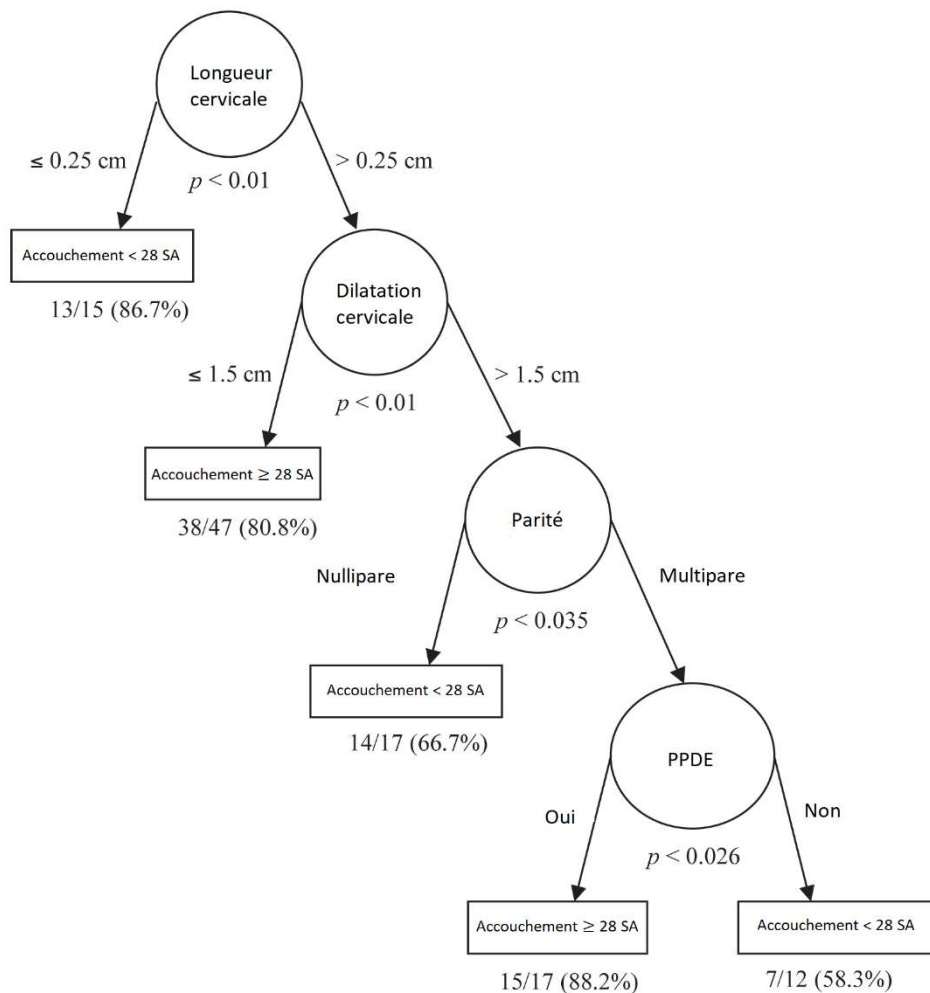 Longueur
cervicale
≤ 0.25 cm
> 0.25 cm
p < 0.01
Accouchement < 28 SA
13/15 (86.7%)
Dilatation
cervicale
≤ 1.5 cm
> 1.5 cm
p < 0.01
Accouchement ≥ 28 SA
38/47 (80.8%)
Parité
Nullipare
Multipare
p < 0.035
Accouchement < 28 SA
14/17 (66.7%)
PPDE
Oui
Non
p < 0.026
Accouchement ≥ 28 SA
Accouchement < 28 SA
15/17 (88.2%)
7/12 (58.3%)